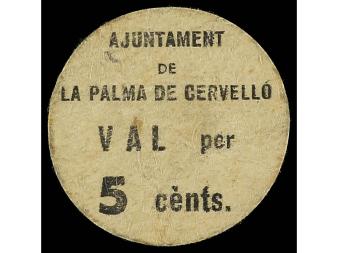 AJUNTAMENT
DE
LA PALMA DE CERVELLÓ
VAL per
5 cènts.